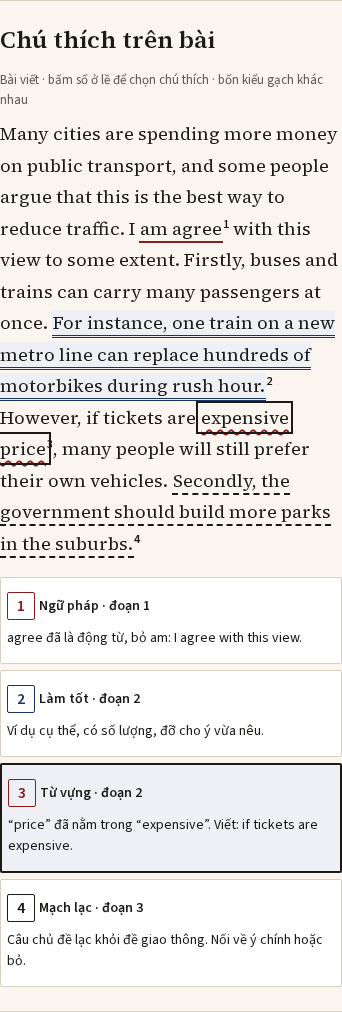 Chú thích trên bài
Bài viết · bấm số ở lề để chọn chú thích · bốn kiểu gạch khác
nhau
Many cities are spending more money
on public transport, and some people
argue that this is the best way to
reduce traffic. I am agree¹ with this
view to some extent. Firstly, buses and
trains can carry many passengers at
once. For instance, one train on a new
metro line can replace hundreds of
motorbikes during rush hour.²
However, if tickets are expensive
price³, many people will still prefer
their own vehicles. Secondly, the
government should build more parks
in the suburbs.⁴
1 Ngữ pháp · đoạn 1
agree đã là động từ, bỏ am: I agree with this view.
2 Làm tốt · đoạn 2
Ví dụ cụ thể, có số lượng, đỡ cho ý vừa nêu.
3 Từ vựng · đoạn 2
“price” đã nằm trong “expensive”. Viết: if tickets are
expensive.
4 Mạch lạc · đoạn 3
Câu chủ đề lạc khỏi đề giao thông. Nối về ý chính hoặc
bỏ.